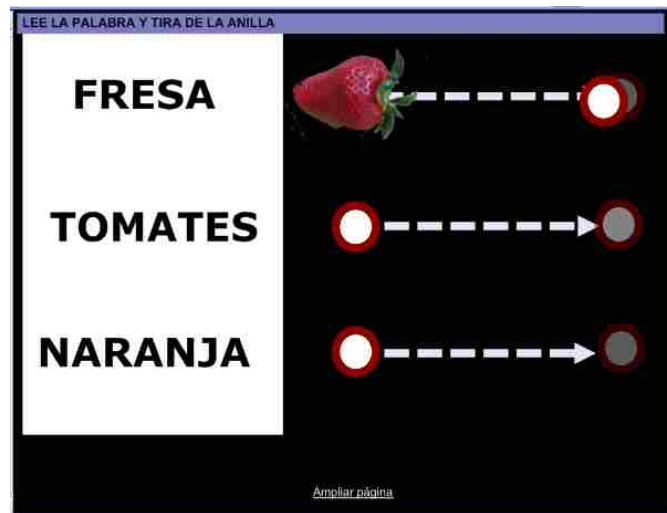 LEE LA PALABRA Y TIRA DE LA ANILLA
FRESA
TOMATES
NARANJA
Ampliar página